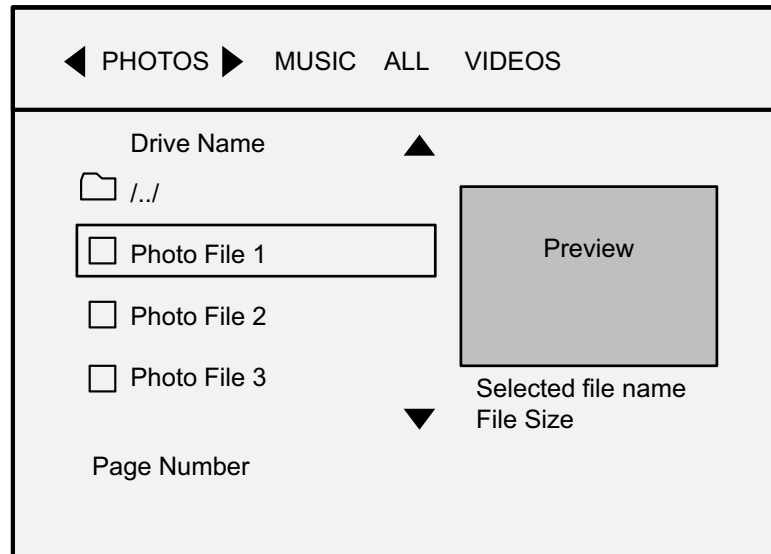 PHOTOS MUSIC ALL VIDEOS
Drive Name
/../
Photo File 1
Preview
Photo File 2
Photo File 3
Selected file name
File Size
Page Number